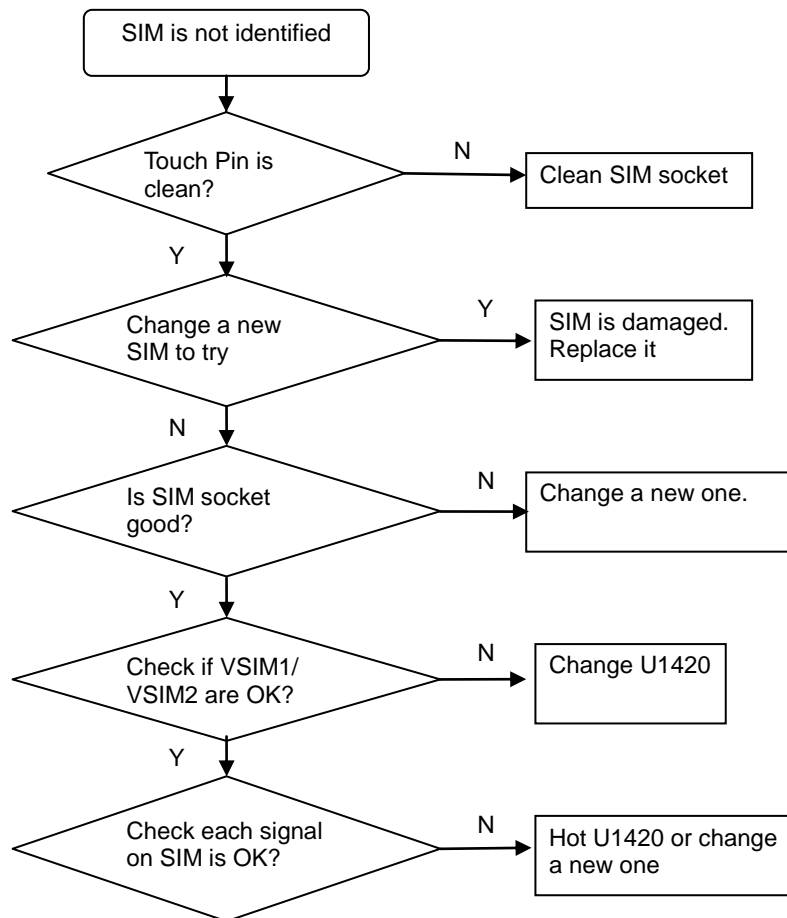 SIM is not identified
Touch Pin is
clean?
N
Clean SIM socket
Y
Change a new
SIM to try
Y
SIM is damaged.
Replace it
N
Is SIM socket
good?
N
Change a new one.
Y
Check if VSIM1/
VSIM2 are OK?
N
Change U1420
Y
Check each signal
on SIM is OK?
N
Hot U1420 or change
a new one